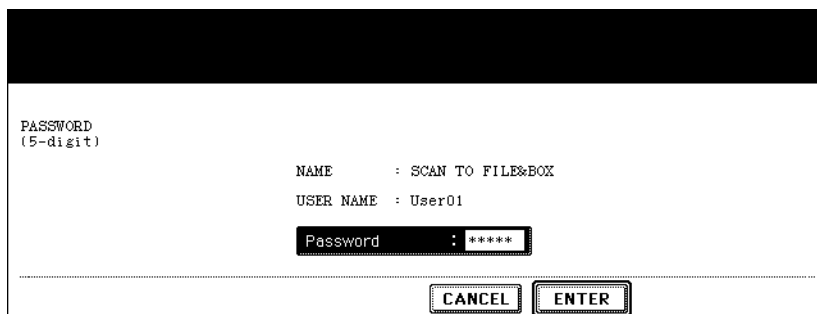 PASSWORD
(5-digit)
NAME : SCAN TO FILE&BOX
USER NAME : User01
Password : *****
CANCEL ENTER